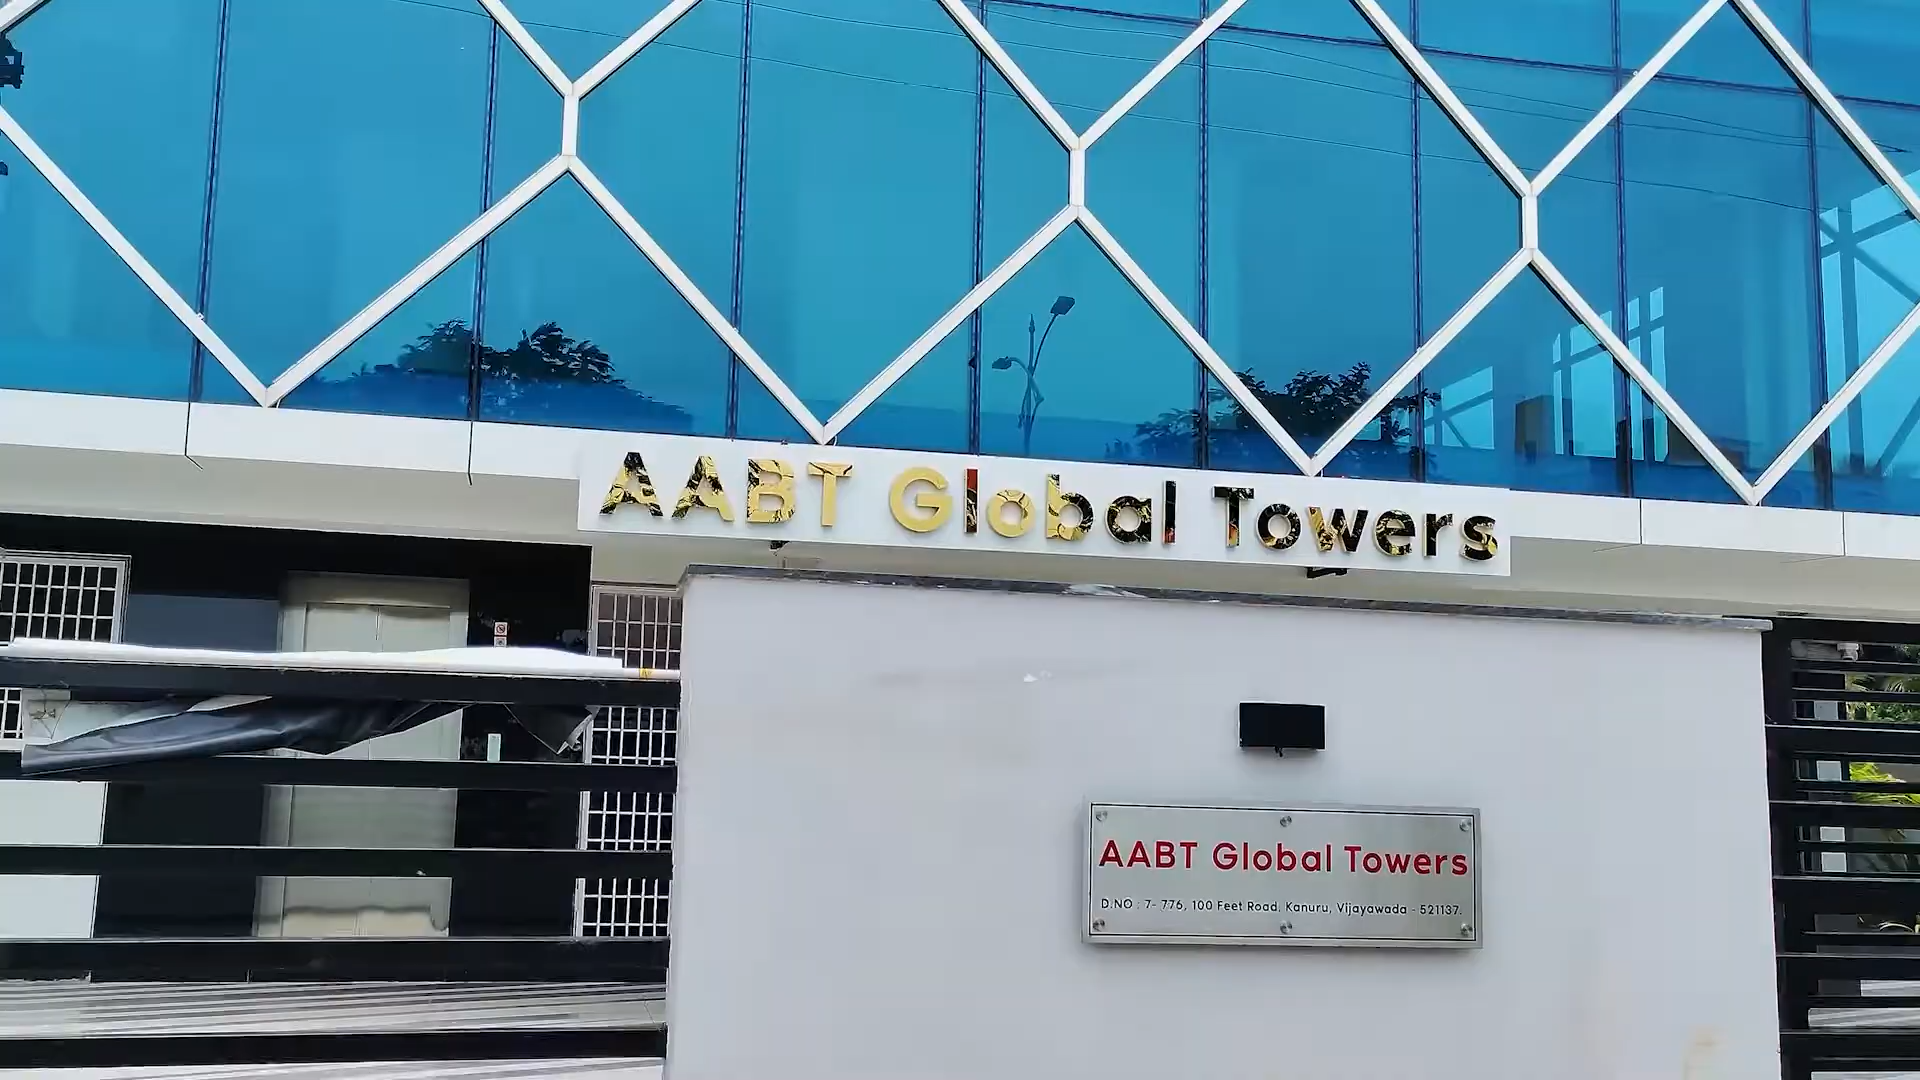 AABT Global Towers
AABT Global Towers
D.NO : 7- 776, 100 Feet Road, Kanuru, Vijayawada - 521137.